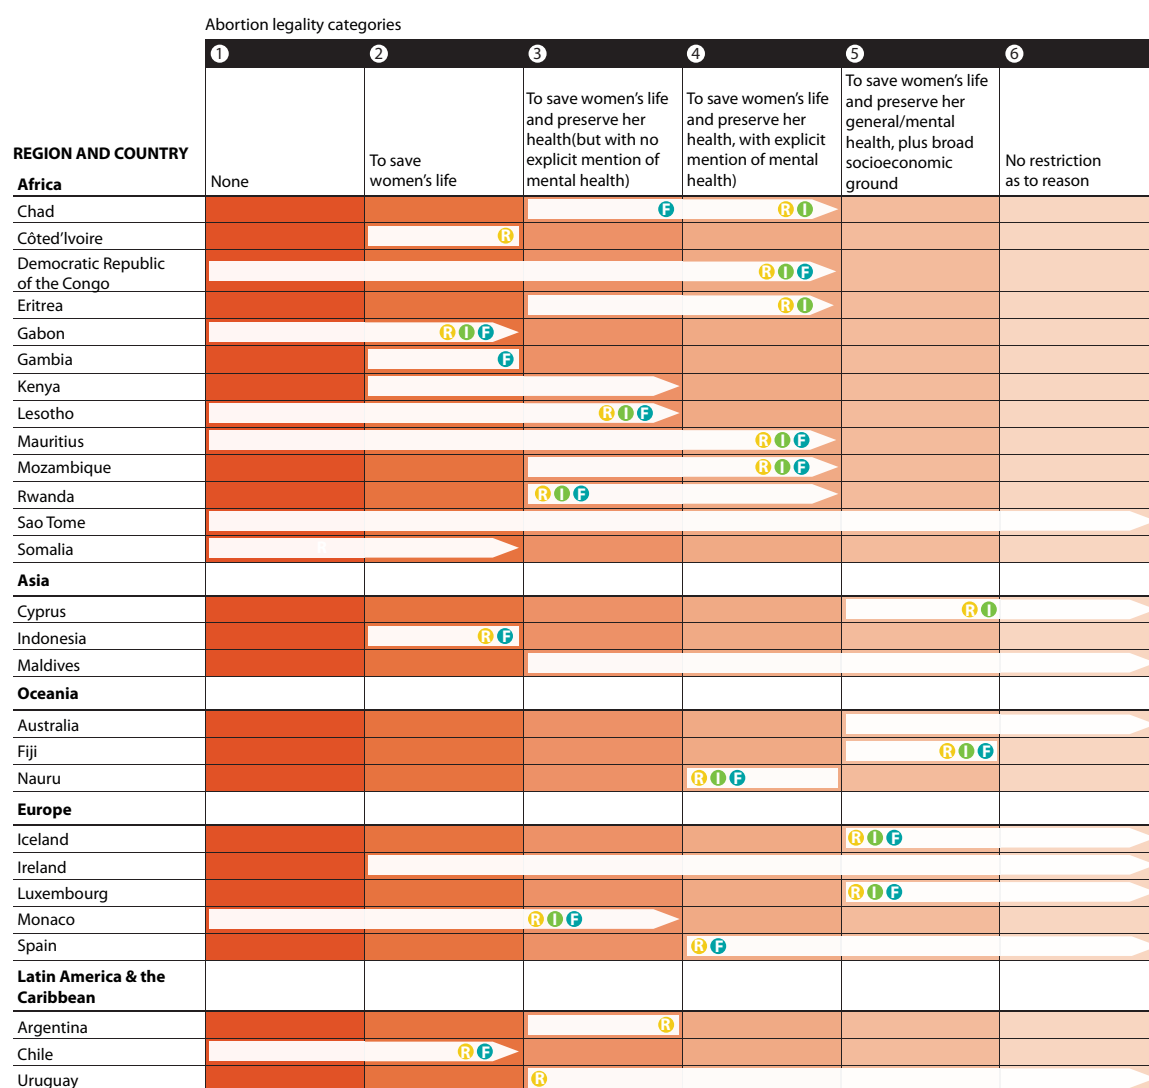 Abortion legality categories
1 2 3 4 5 6
REGION AND COUNTRY
None
To save
women's life
To save women's life
and preserve her
health(but with no
explicit mention of
mental health)
To save women's life
and preserve her
health, with explicit
mention of mental
health)
To save women's life
and preserve her
general/mental
health, plus broad
socioeconomic
ground
No restriction
as to reason
Africa
Chad F R I
Côted'Ivoire R
Democratic Republic
of the Congo R I F
Eritrea R I
Gabon R I F
Gambia F
Kenya
Lesotho R I F
Mauritius R I F
Mozambique R I F
Rwanda R I F
Sao Tome
Somalia
Asia
Cyprus R I
Indonesia R F
Maldives
Oceania
Australia
Fiji R I F
Nauru R I F
Europe
Iceland R I F
Ireland
Luxembourg R I F
Monaco R I F
Spain R F
Latin America & the
Caribbean
Argentina R
Chile R F
Uruguay R